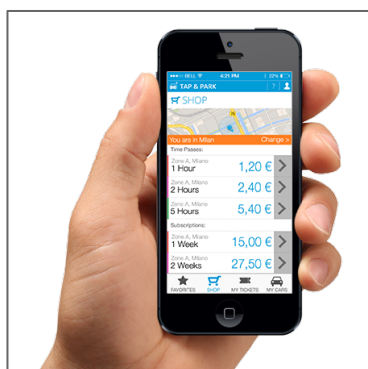 BELL 4:21 PM 22%
TAP & PARK ?
SHOP
You are in Milan Change >
Time Passes:
Zone A, Milano
1 Hour 1,20 €
Zone A, Milano
2 Hours 2,40 €
Zone A, Milano
5 Hours 5,40 €
Subscriptions:
Zone A, Milano
1 Week 15,00 €
Zone A, Milano
2 Weeks 27,50 €
FAVORITES SHOP MY TICKETS MY CARS